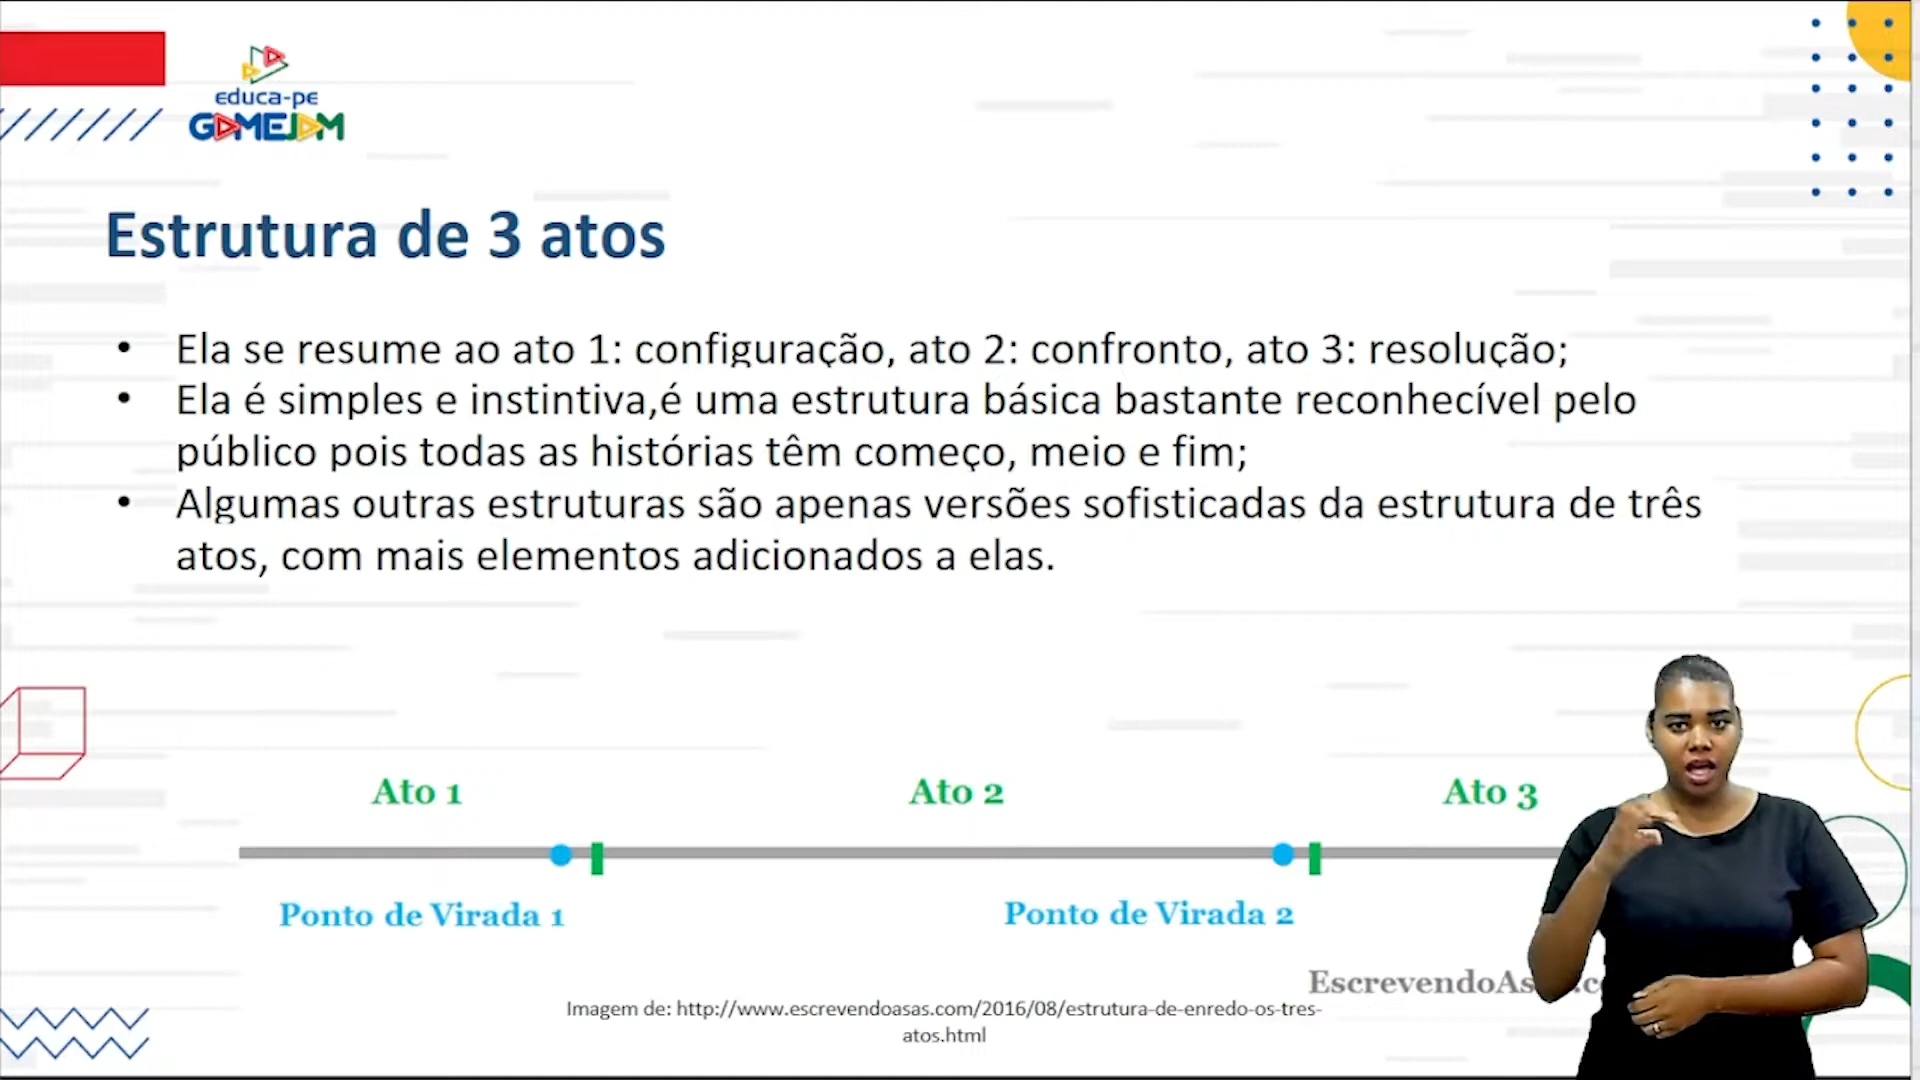 educa-pe
GAMEJAM
Estrutura de 3 atos
• Ela se resume ao ato 1: configuração, ato 2: confronto, ato 3: resolução;
• Ela é simples e instintiva,é uma estrutura básica bastante reconhecível pelo
público pois todas as histórias têm começo, meio e fim;
• Algumas outras estruturas são apenas versões sofisticadas da estrutura de três
atos, com mais elementos adicionados a elas.
Ato 1 Ato 2 Ato 3
Ponto de Virada 1 Ponto de Virada 2
Imagem de: http://www.escrevendoasas.com/2016/08/estrutura-de-enredo-os-tres-
atos.html